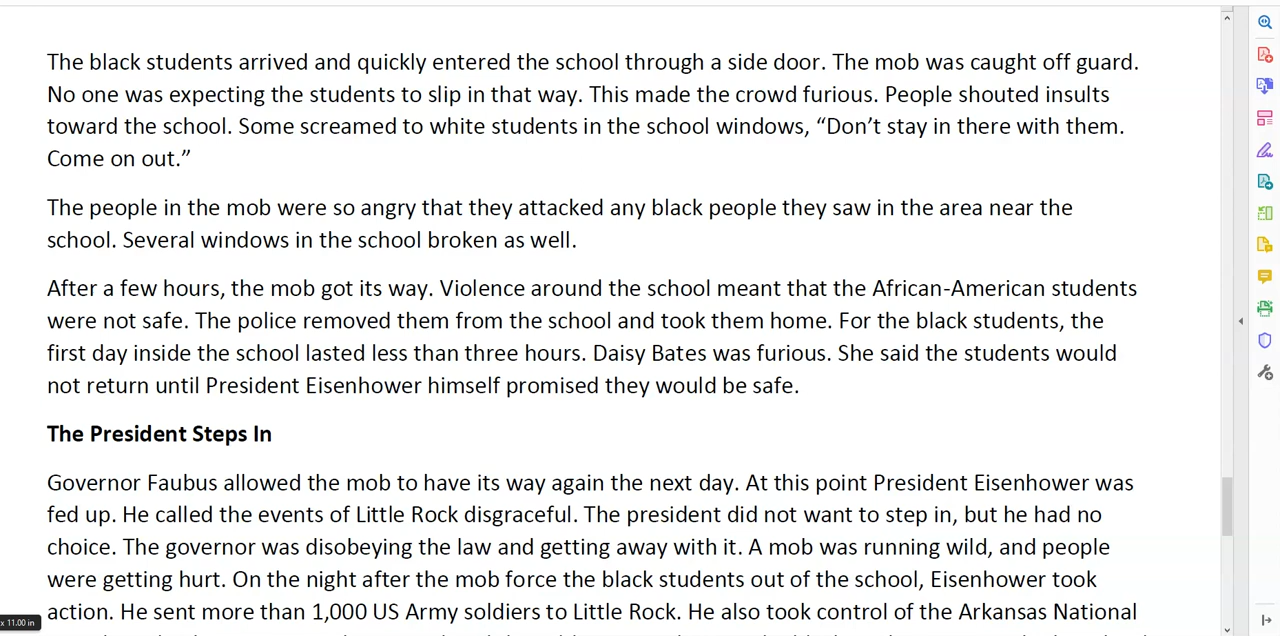 The black students arrived and quickly entered the school through a side door. The mob was caught off guard.
No one was expecting the students to slip in that way. This made the crowd furious. People shouted insults
toward the school. Some screamed to white students in the school windows, “Don’t stay in there with them.
Come on out.”
The people in the mob were so angry that they attacked any black people they saw in the area near the
school. Several windows in the school broken as well.
After a few hours, the mob got its way. Violence around the school meant that the African-American students
were not safe. The police removed them from the school and took them home. For the black students, the
first day inside the school lasted less than three hours. Daisy Bates was furious. She said the students would
not return until President Eisenhower himself promised they would be safe.
The President Steps In
Governor Faubus allowed the mob to have its way again the next day. At this point President Eisenhower was
fed up. He called the events of Little Rock disgraceful. The president did not want to step in, but he had no
choice. The governor was disobeying the law and getting away with it. A mob was running wild, and people
were getting hurt. On the night after the mob force the black students out of the school, Eisenhower took
action. He sent more than 1,000 US Army soldiers to Little Rock. He also took control of the Arkansas National
x 11.00 in